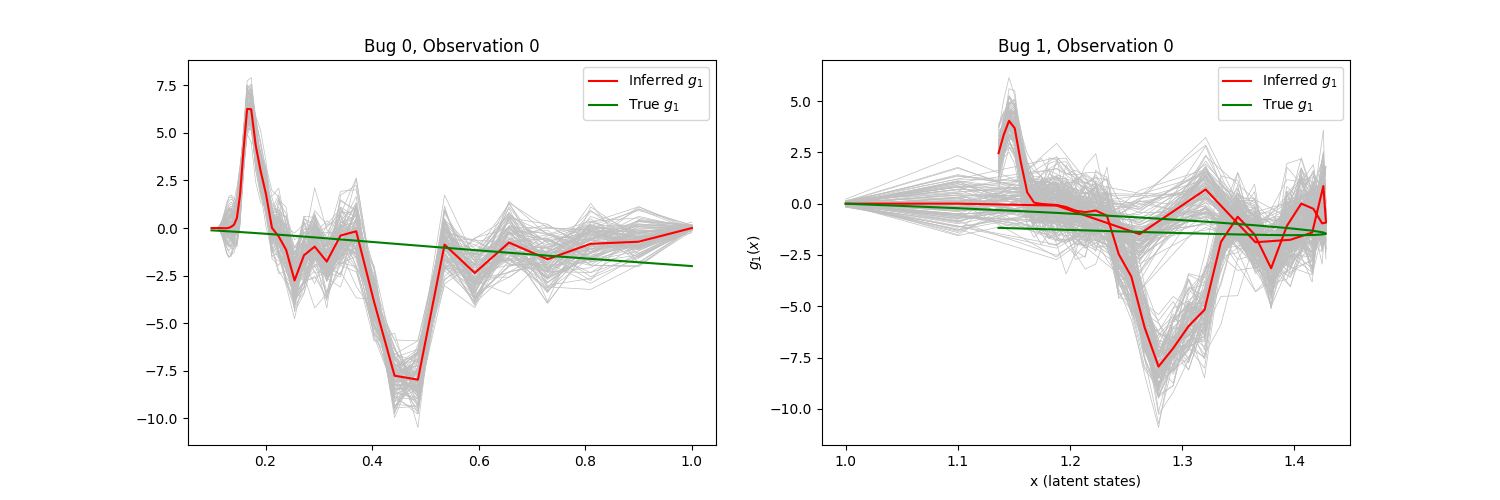 Bug 0, Observation 0
Inferred g₁
True g₁
7.5
5.0
2.5
0.0
−2.5
−5.0
−7.5
−10.0
0.2 0.4 0.6 0.8 1.0
Bug 1, Observation 0
Inferred g₁
True g₁
g₁(x)
5.0
2.5
0.0
−2.5
−5.0
−7.5
−10.0
1.0 1.1 1.2 1.3 1.4
x (latent states)